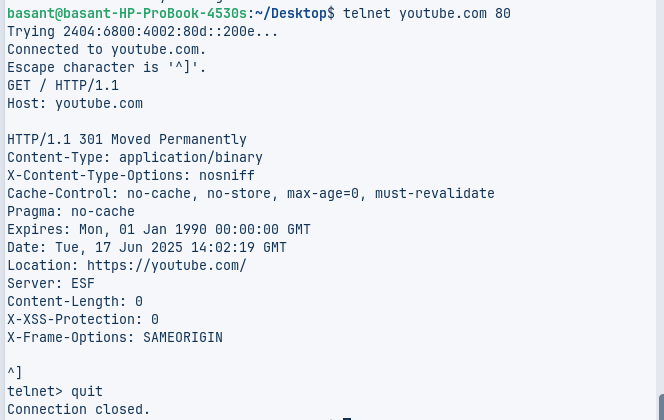 basant@basant-HP-ProBook-4530s:~/Desktop$ telnet youtube.com 80
Trying 2404:6800:4002:80d::200e...
Connected to youtube.com.
Escape character is '^]'.
GET / HTTP/1.1
Host: youtube.com

HTTP/1.1 301 Moved Permanently
Content-Type: application/binary
X-Content-Type-Options: nosniff
Cache-Control: no-cache, no-store, max-age=0, must-revalidate
Pragma: no-cache
Expires: Mon, 01 Jan 1990 00:00:00 GMT
Date: Tue, 17 Jun 2025 14:02:19 GMT
Location: https://youtube.com/
Server: ESF
Content-Length: 0
X-XSS-Protection: 0
X-Frame-Options: SAMEORIGIN

^]
telnet> quit
Connection closed.